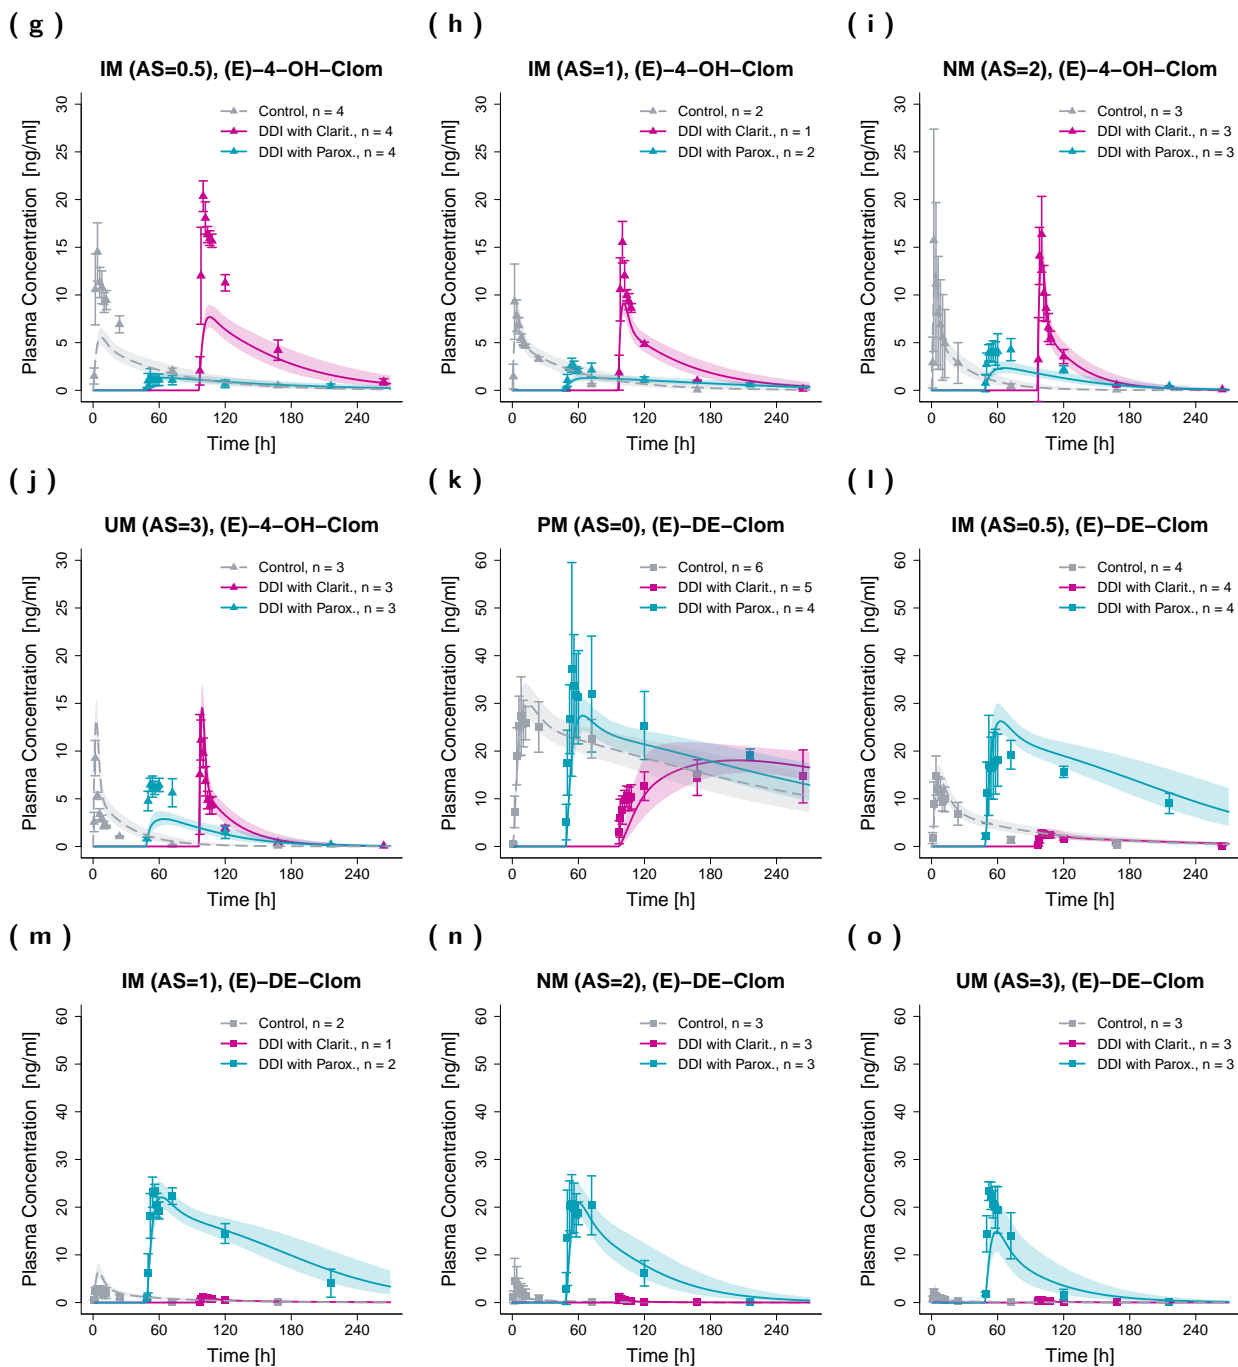 ( g )
IM (AS=0.5), (E)−4−OH−Clom
Plasma Concentration [ng/ml]
30
25
20
15
10
5
0
Control, n = 4
DDI with Clarit., n = 4
DDI with Parox., n = 4
0 60 120 180 240
Time [h]
( h )
IM (AS=1), (E)−4−OH−Clom
Plasma Concentration [ng/ml]
30
25
20
15
10
5
0
Control, n = 2
DDI with Clarit., n = 1
DDI with Parox., n = 2
0 60 120 180 240
Time [h]
( i )
NM (AS=2), (E)−4−OH−Clom
Plasma Concentration [ng/ml]
30
25
20
15
10
5
0
Control, n = 3
DDI with Clarit., n = 3
DDI with Parox., n = 3
0 60 120 180 240
Time [h]
( j )
UM (AS=3), (E)−4−OH−Clom
Plasma Concentration [ng/ml]
30
25
20
15
10
5
0
Control, n = 3
DDI with Clarit., n = 3
DDI with Parox., n = 3
0 60 120 180 240
Time [h]
( k )
PM (AS=0), (E)−DE−Clom
Plasma Concentration [ng/ml]
60
50
40
30
20
10
0
Control, n = 6
DDI with Clarit., n = 5
DDI with Parox., n = 4
0 60 120 180 240
Time [h]
( l )
IM (AS=0.5), (E)−DE−Clom
Plasma Concentration [ng/ml]
60
50
40
30
20
10
0
Control, n = 4
DDI with Clarit., n = 4
DDI with Parox., n = 4
0 60 120 180 240
Time [h]
( m )
IM (AS=1), (E)−DE−Clom
Plasma Concentration [ng/ml]
60
50
40
30
20
10
0
Control, n = 2
DDI with Clarit., n = 1
DDI with Parox., n = 2
0 60 120 180 240
Time [h]
( n )
NM (AS=2), (E)−DE−Clom
Plasma Concentration [ng/ml]
60
50
40
30
20
10
0
Control, n = 3
DDI with Clarit., n = 3
DDI with Parox., n = 3
0 60 120 180 240
Time [h]
( o )
UM (AS=3), (E)−DE−Clom
Plasma Concentration [ng/ml]
60
50
40
30
20
10
0
Control, n = 3
DDI with Clarit., n = 3
DDI with Parox., n = 3
0 60 120 180 240
Time [h]